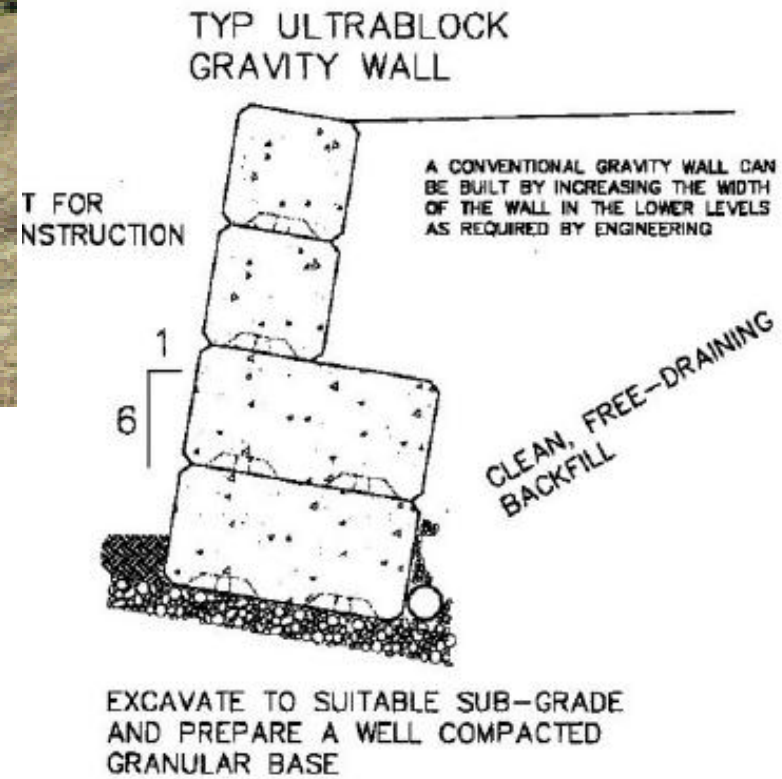 TYP ULTRABLOCK
GRAVITY WALL
A CONVENTIONAL GRAVITY WALL CAN
BE BUILT BY INCREASING THE WIDTH
OF THE WALL IN THE LOWER LEVELS
AS REQUIRED BY ENGINEERING
T FOR
NSTRUCTION
1
6
CLEAN, FREE-DRAINING
BACKFILL
EXCAVATE TO SUITABLE SUB-GRADE
AND PREPARE A WELL COMPACTED
GRANULAR BASE